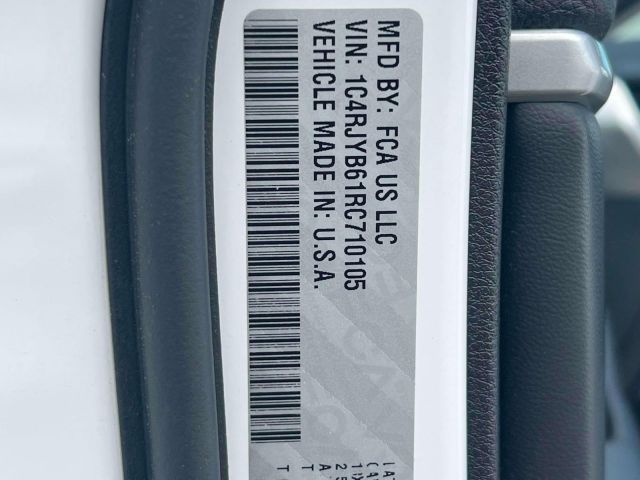 MFD BY: FCA US LLC
VIN: 1C4RJYB61RC710105
VEHICLE MADE IN: U.S.A.